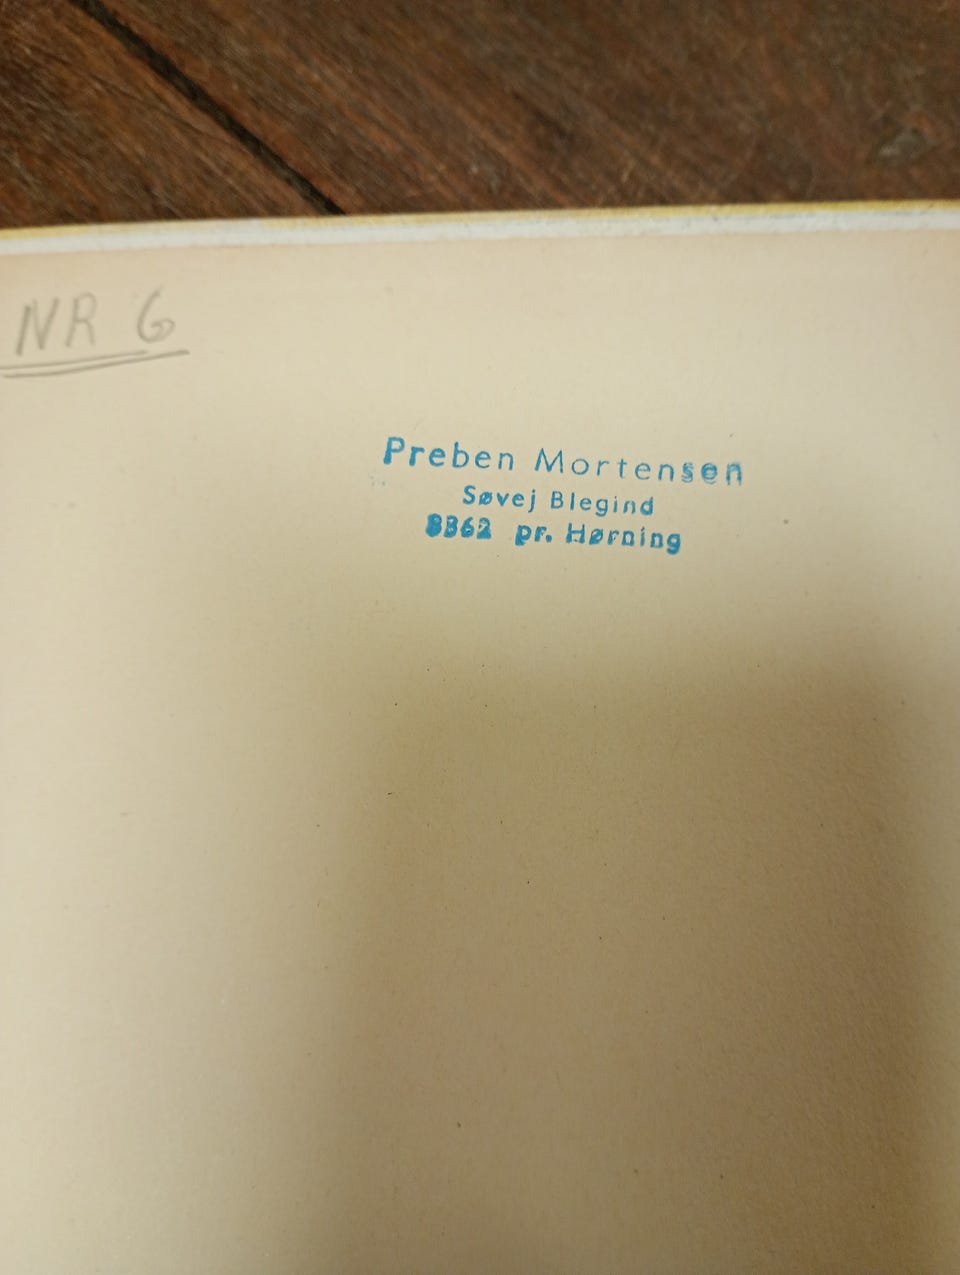 NR 6
Preben Mortensen
Søvej Blegind
8362 pr. Hørning